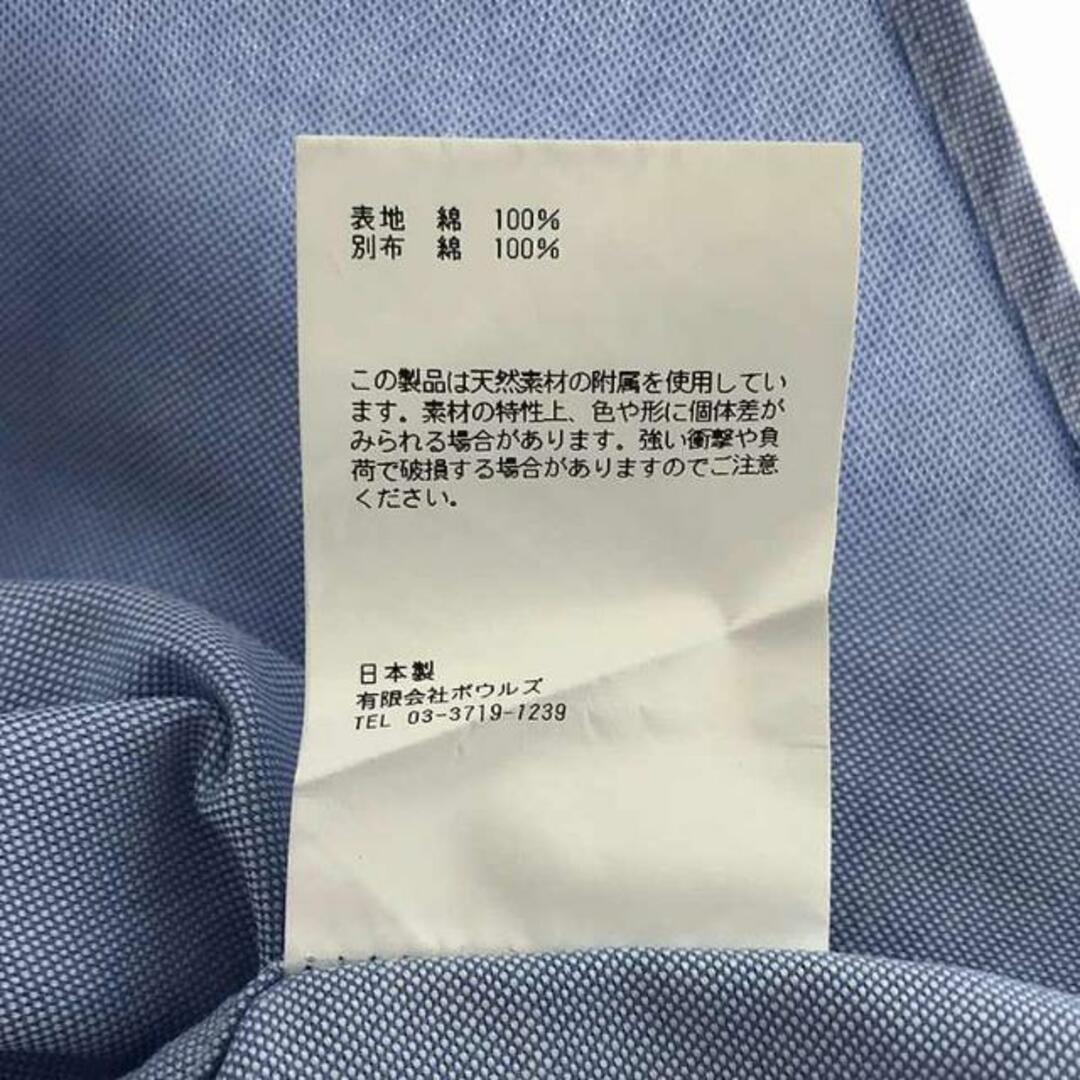 表地 綿 100%
別布 綿 100%
この製品は天然素材の附属を使用してい
ます。素材の特性上、色や形に個体差が
みられる場合があります。強い衝撃や負
荷で破損する場合がありますのでご注意
ください。
日本製
有限会社ボウルズ
TEL 03-3719-1239